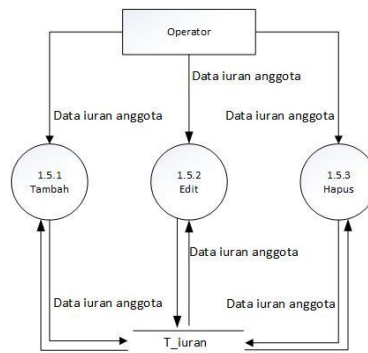 Operator
Data iuran anggota
Data iuran anggota
Data iuran anggota
1.5.1
Tambah
1.5.2
Edit
1.5.3
Hapus
Data iuran anggota
Data iuran anggota
Data iuran anggota
T_iuran